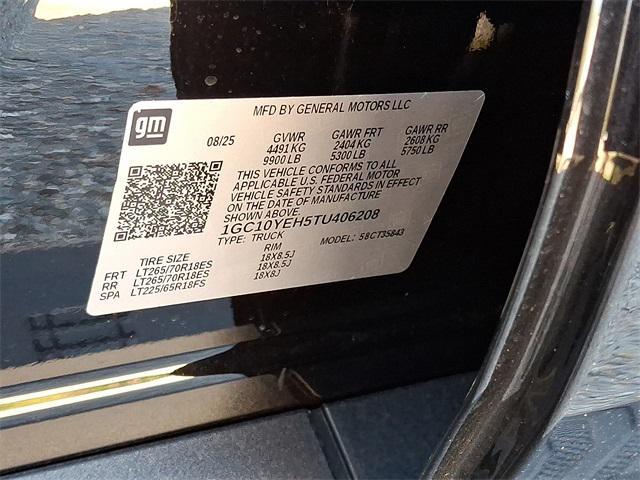 MFD BY GENERAL MOTORS LLC
gm
08/25 GVWR GAWR FRT GAWR RR
4491 KG 2404 KG 2608 KG
9900 LB 5300 LB 5750 LB
THIS VEHICLE CONFORMS TO ALL
APPLICABLE U.S. FEDERAL MOTOR
VEHICLE SAFETY STANDARDS IN EFFECT
ON THE DATE OF MANUFACTURE
SHOWN ABOVE.
1GC10YEH5TU406208
TYPE: TRUCK MODEL: 58CT35843
TIRE SIZE RIM
FRT LT265/70R18ES 18X8.5J
RR LT265/70R18ES 18X8.5J
SPA LT225/65R18FS 18X8J